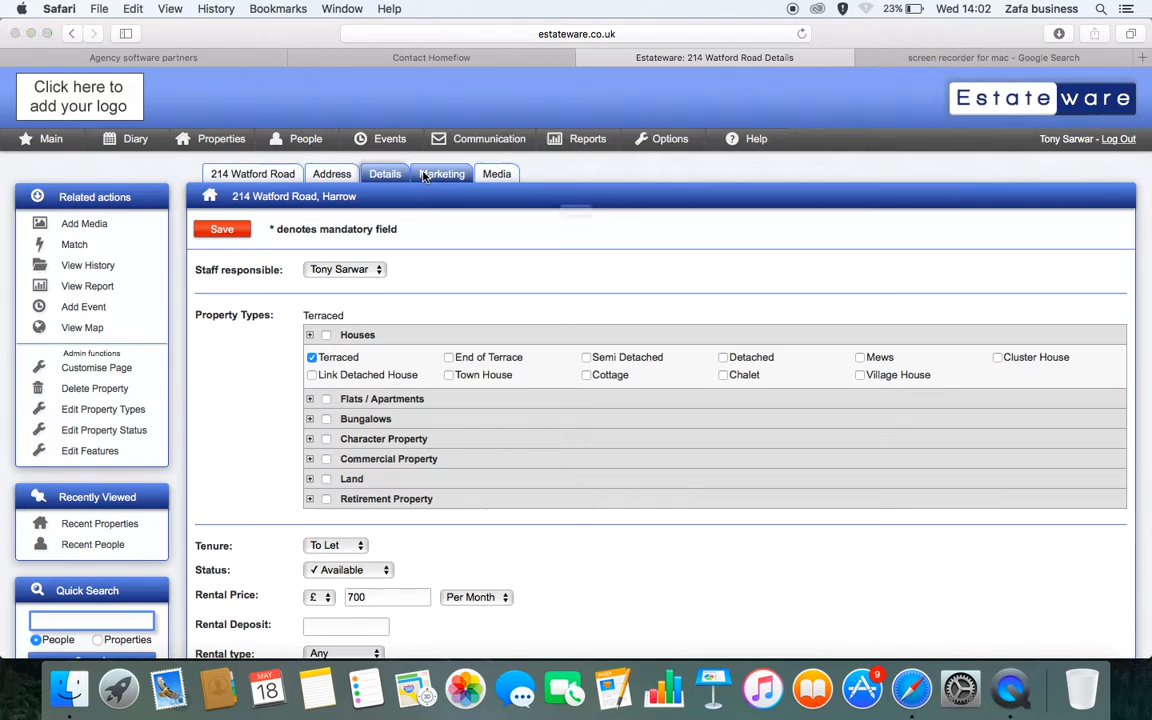 Safari File Edit View History Bookmarks Window Help 23% Wed 14:02 Zafa business
estateware.co.uk
Agency software partners Contact Homeflow Estateware: 214 Watford Road Details screen recorder for mac - Google Search
Click here to
add your logo
Estateware
Main Diary Properties People Events Communication Reports Options Help Tony Sarwar - Log Out
214 Watford Road Address Details Marketing Media
Related actions
Add Media
Match
View History
View Report
Add Event
View Map
Admin functions
Customise Page
Delete Property
Edit Property Types
Edit Property Status
Edit Features
Recently Viewed
Recent Properties
Recent People
Quick Search
People Properties
214 Watford Road, Harrow
Save * denotes mandatory field
Staff responsible: Tony Sarwar
Property Types: Terraced
Houses
Terraced End of Terrace Semi Detached Detached Mews Cluster House
Link Detached House Town House Cottage Chalet Village House
Flats / Apartments
Bungalows
Character Property
Commercial Property
Land
Retirement Property
Tenure: To Let
Status: ✓ Available
Rental Price: £ 700 Per Month
Rental Deposit:
Rental type: Any
MAY
18
9